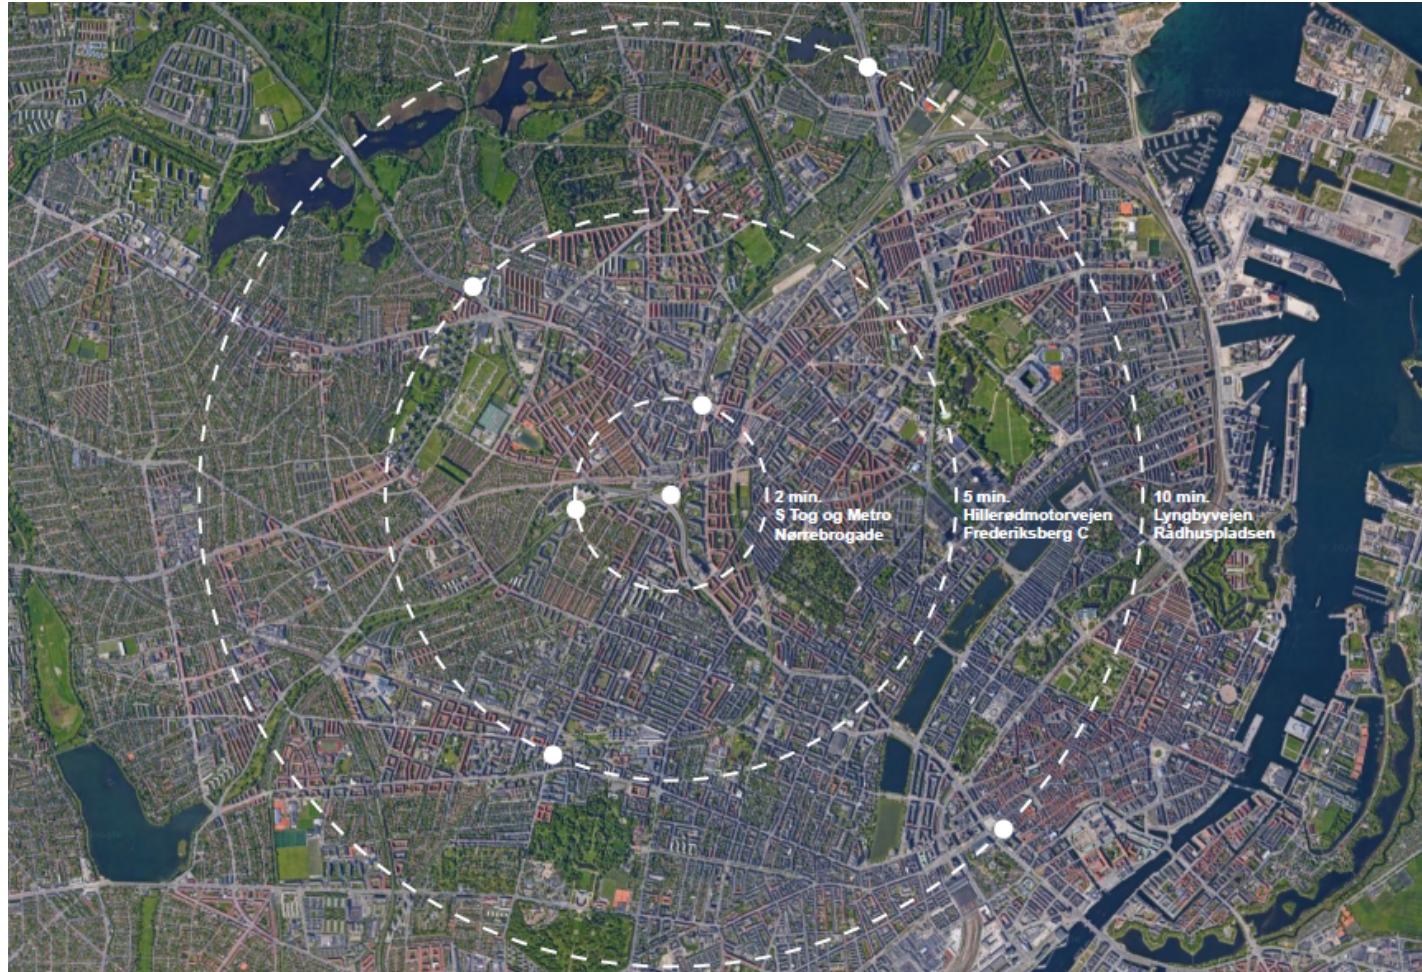 2 min.
S Tog og Metro
Nørrebrogade
5 min.
Hillerødmotorvejen
Frederiksberg C
10 min.
Lyngbyvejen
Rådhuspladsen